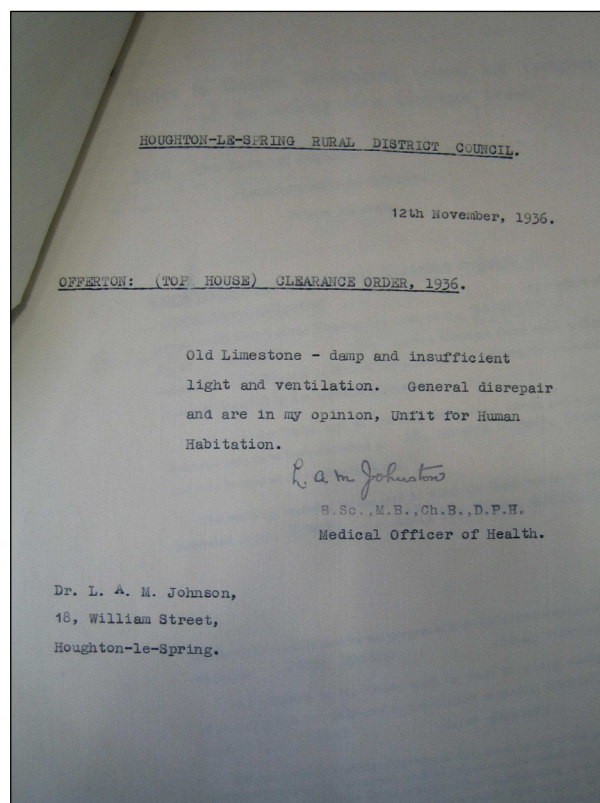 HOUGHTON-LE-SPRING RURAL DISTRICT COUNCIL.
12th November, 1936.
OFFERTON: (TOP HOUSE) CLEARANCE ORDER, 1936.
Old Limestone - damp and insufficient
light and ventilation. General disrepair
and are in my opinion, Unfit for Human
Habitation.
L. A. M. Johnston
B.Sc.,M.B.,Ch.B.,D.P.H.
Medical Officer of Health.
Dr. L. A. M. Johnson,
18, William Street,
Houghton-le-Spring.